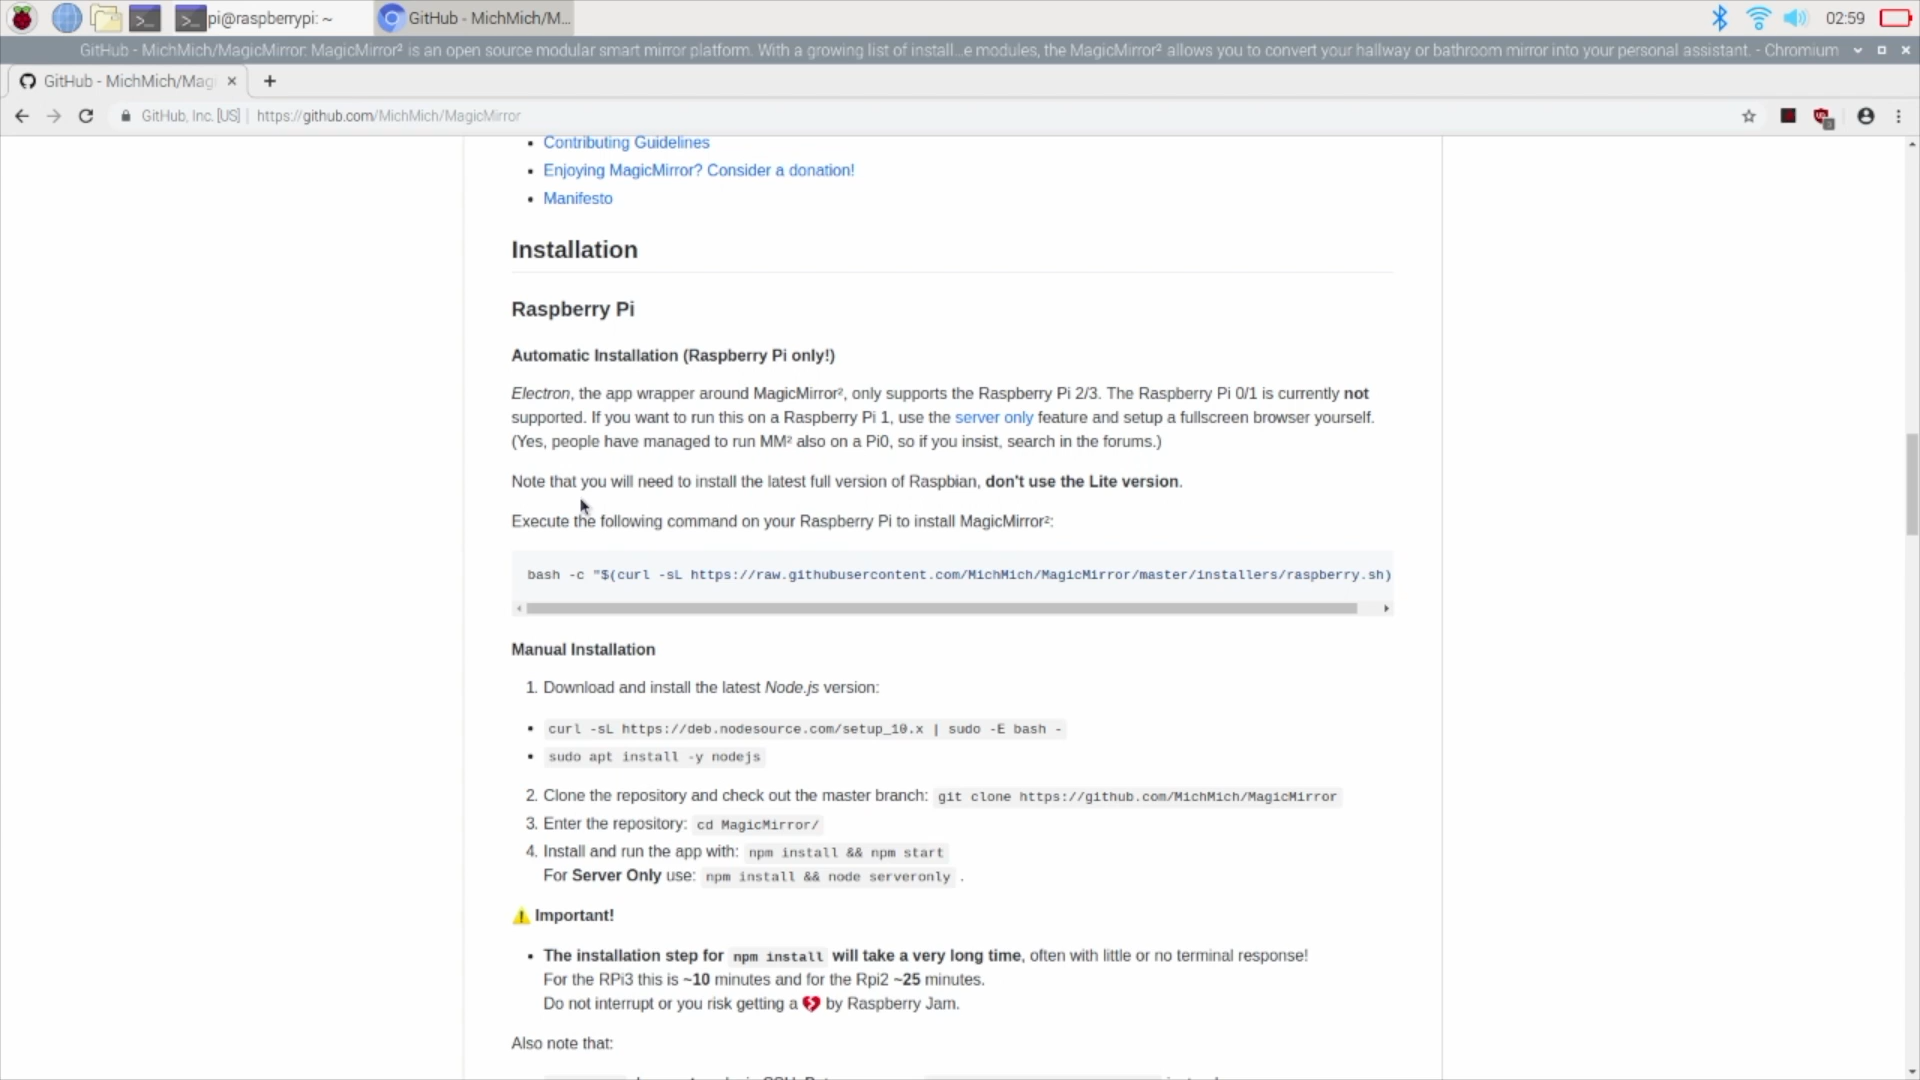 pi@raspberrypi: ~
GitHub - MichMich/M...
02:59
GitHub - MichMich/MagicMirror: MagicMirror² is an open source modular smart mirror platform. With a growing list of install...e modules, the MagicMirror² allows you to convert your hallway or bathroom mirror into your personal assistant. - Chromium
GitHub - MichMich/Mag
GitHub, Inc. [US] | https://github.com/MichMich/MagicMirror
• Contributing Guidelines
• Enjoying MagicMirror? Consider a donation!
• Manifesto
Installation
Raspberry Pi
Automatic Installation (Raspberry Pi only!)
Electron, the app wrapper around MagicMirror², only supports the Raspberry Pi 2/3. The Raspberry Pi 0/1 is currently not
supported. If you want to run this on a Raspberry Pi 1, use the server only feature and setup a fullscreen browser yourself.
(Yes, people have managed to run MM² also on a Pi0, so if you insist, search in the forums.)
Note that you will need to install the latest full version of Raspbian, don't use the Lite version.
Execute the following command on your Raspberry Pi to install MagicMirror²:
bash -c "$(curl -sL https://raw.githubusercontent.com/MichMich/MagicMirror/master/installers/raspberry.sh)
Manual Installation
1. Download and install the latest Node.js version:
• curl -sL https://deb.nodesource.com/setup_10.x | sudo -E bash -
• sudo apt install -y nodejs
2. Clone the repository and check out the master branch: git clone https://github.com/MichMich/MagicMirror
3. Enter the repository: cd MagicMirror/
4. Install and run the app with: npm install && npm start
For Server Only use: npm install && node serveronly .
⚠️ Important!
• The installation step for npm install will take a very long time, often with little or no terminal response!
For the RPi3 this is ~10 minutes and for the Rpi2 ~25 minutes.
Do not interrupt or you risk getting a 💔 by Raspberry Jam.
Also note that: